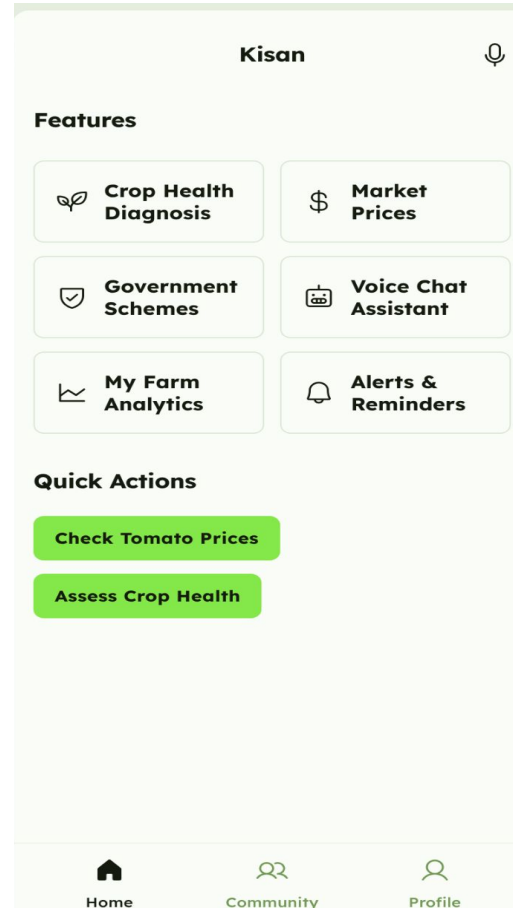 Kisan
Features
Crop Health
Diagnosis
Market
Prices
Government
Schemes
Voice Chat
Assistant
My Farm
Analytics
Alerts &
Reminders
Quick Actions
Check Tomato Prices
Assess Crop Health
Home
Community
Profile